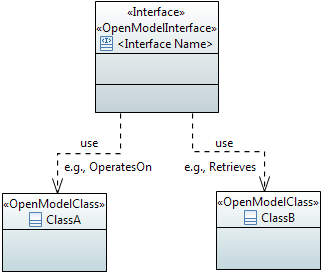 «Interface»
«OpenModelInterface»
<Interface Name>
use
e.g., OperatesOn
use
e.g., Retrieves
«OpenModelClass»
ClassA
«OpenModelClass»
ClassB